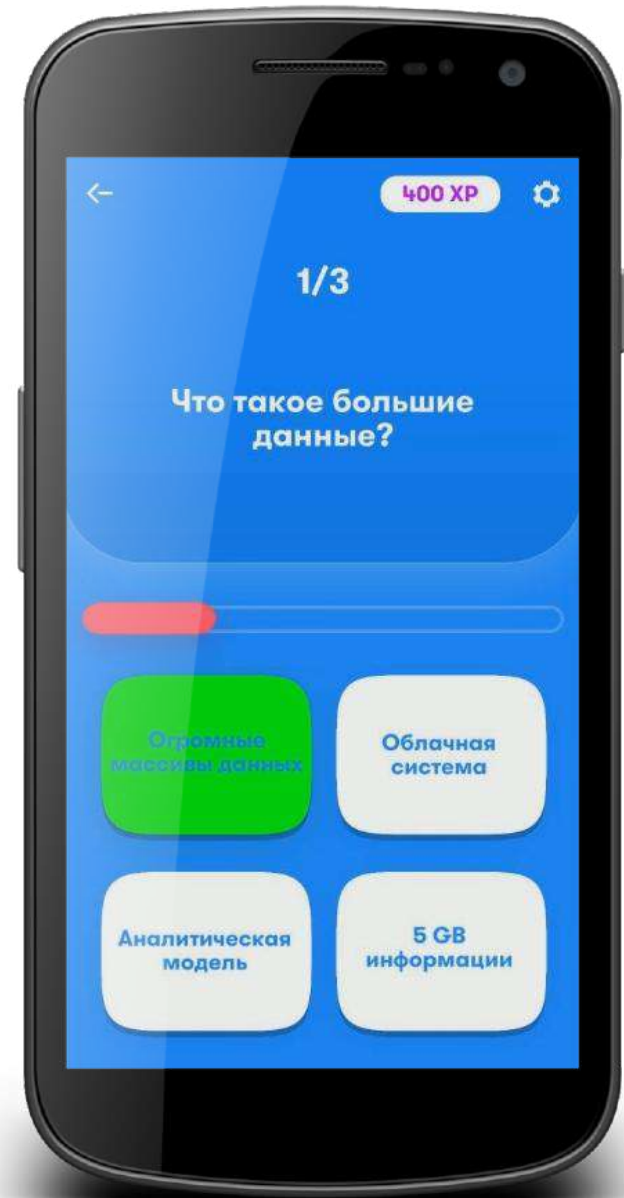 400 XP
1/3
Что такое большие
данные?
Огромные
массивы данных
Облачная
система
Аналитическая
модель
5 GB
информации